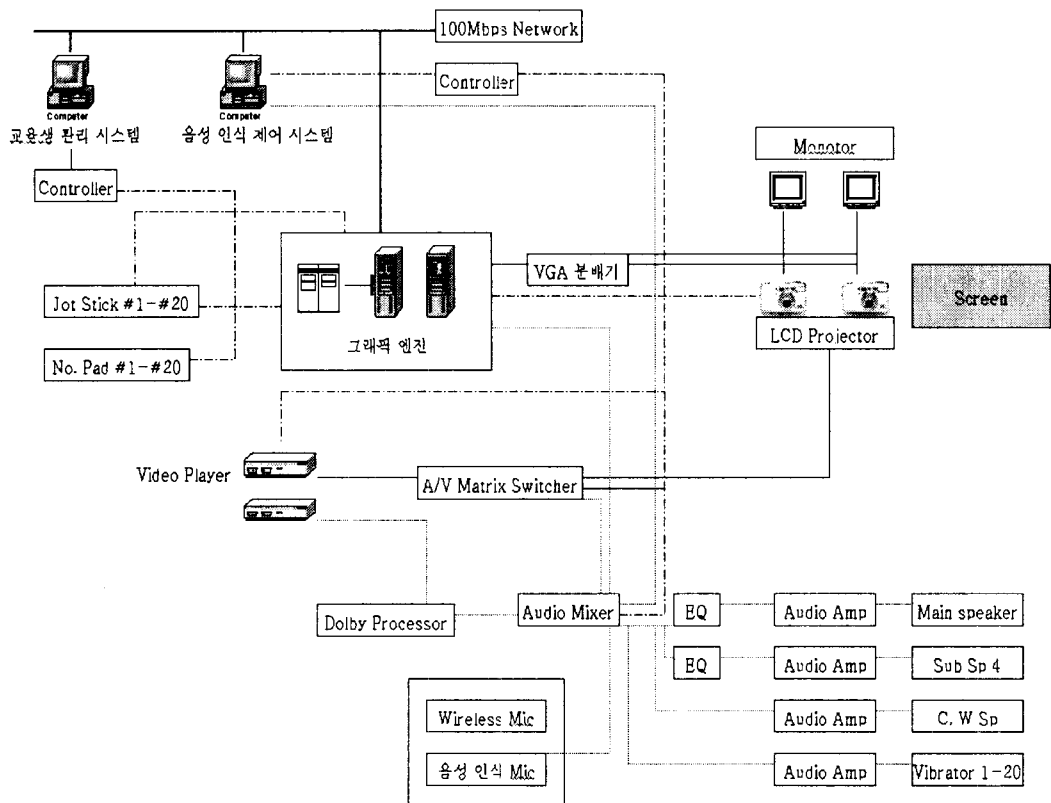 100Mbps Network
Controller
Computer
Computer
교육생 관리 시스템
음성 인식 제어 시스템
Monotor
Controller
VGA 분배기
Jot Stick #1-#20
Screen
LCD Projector
그래픽 엔진
No. Pad #1-#20
Video Player
A/V Matrix Switcher
Dolby Processor
Audio Mixer
EQ
Audio Amp
Main speaker
EQ
Audio Amp
Sub Sp 4
Wireless Mic
Audio Amp
C, W Sp
음성 인식 Mic
Audio Amp
Vibrator 1-20